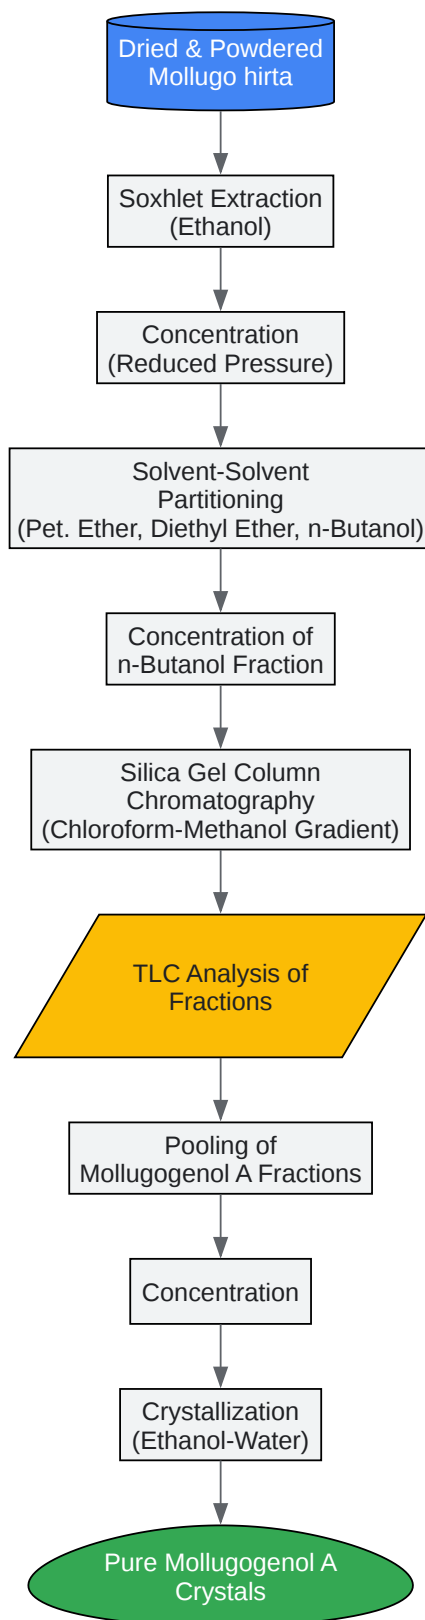 Dried & Powdered
Mollugo hirta
Soxhlet Extraction
(Ethanol)
Concentration
(Reduced Pressure)
Solvent-Solvent
Partitioning
(Pet. Ether, Diethyl Ether, n-Butanol)
Concentration of
n-Butanol Fraction
Silica Gel Column
Chromatography
(Chloroform-Methanol Gradient)
TLC Analysis of
Fractions
Pooling of
Mollugogenol A Fractions
Concentration
Crystallization
(Ethanol-Water)
Pure Mollugogenol A
Crystals